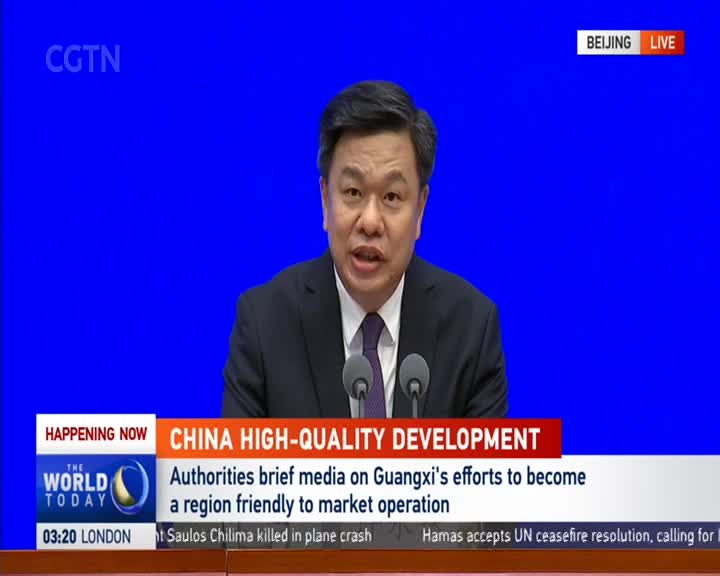 CGTN
BEIJING LIVE
HAPPENING NOW
CHINA HIGH-QUALITY DEVELOPMENT
THE
WORLD
TODAY
Authorities brief media on Guangxi's efforts to become
a region friendly to market operation
03:20 LONDON
nt Saulos Chilima killed in plane crash Hamas accepts UN ceasefire resolution, calling for